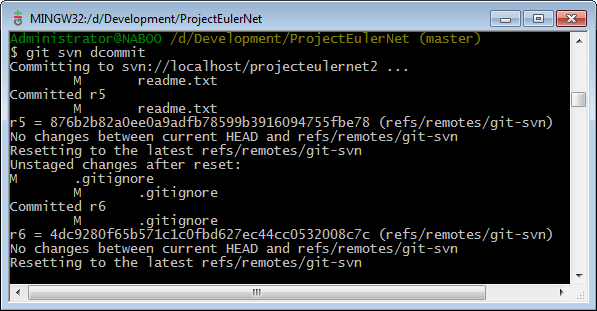 MINGW32:/d/Development/ProjectEulerNet
Administrator@NABOO /d/Development/ProjectEulerNet (master)
$ git svn dcommit
Committing to svn://localhost/projecteulernet2 ...
M readme.txt
Committed r5
M readme.txt
r5 = 876b2b82a0ee0a9adfb78599b3916094755fbe78 (refs/remotes/git-svn)
No changes between current HEAD and refs/remotes/git-svn
Resetting to the latest refs/remotes/git-svn
Unstaged changes after reset:
M .gitignore
M .gitignore
Committed r6
M .gitignore
r6 = 4dc9280f65b571c1c0fbd627ec44cc0532008c7c (refs/remotes/git-svn)
No changes between current HEAD and refs/remotes/git-svn
Resetting to the latest refs/remotes/git-svn